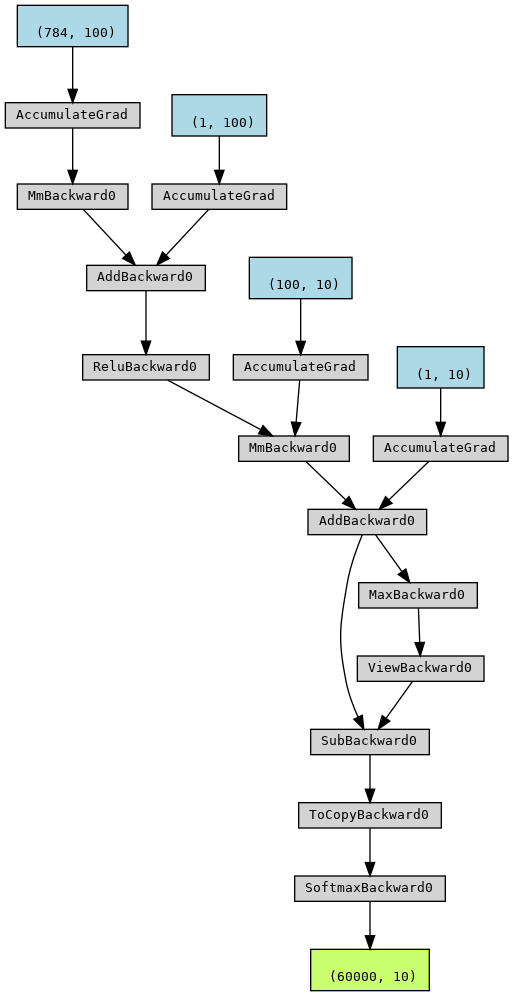 (784, 100)
AccumulateGrad
(1, 100)
MmBackward0
AccumulateGrad
AddBackward0
(100, 10)
ReluBackward0
AccumulateGrad
(1, 10)
MmBackward0
AccumulateGrad
AddBackward0
MaxBackward0
ViewBackward0
SubBackward0
ToCopyBackward0
SoftmaxBackward0
(60000, 10)